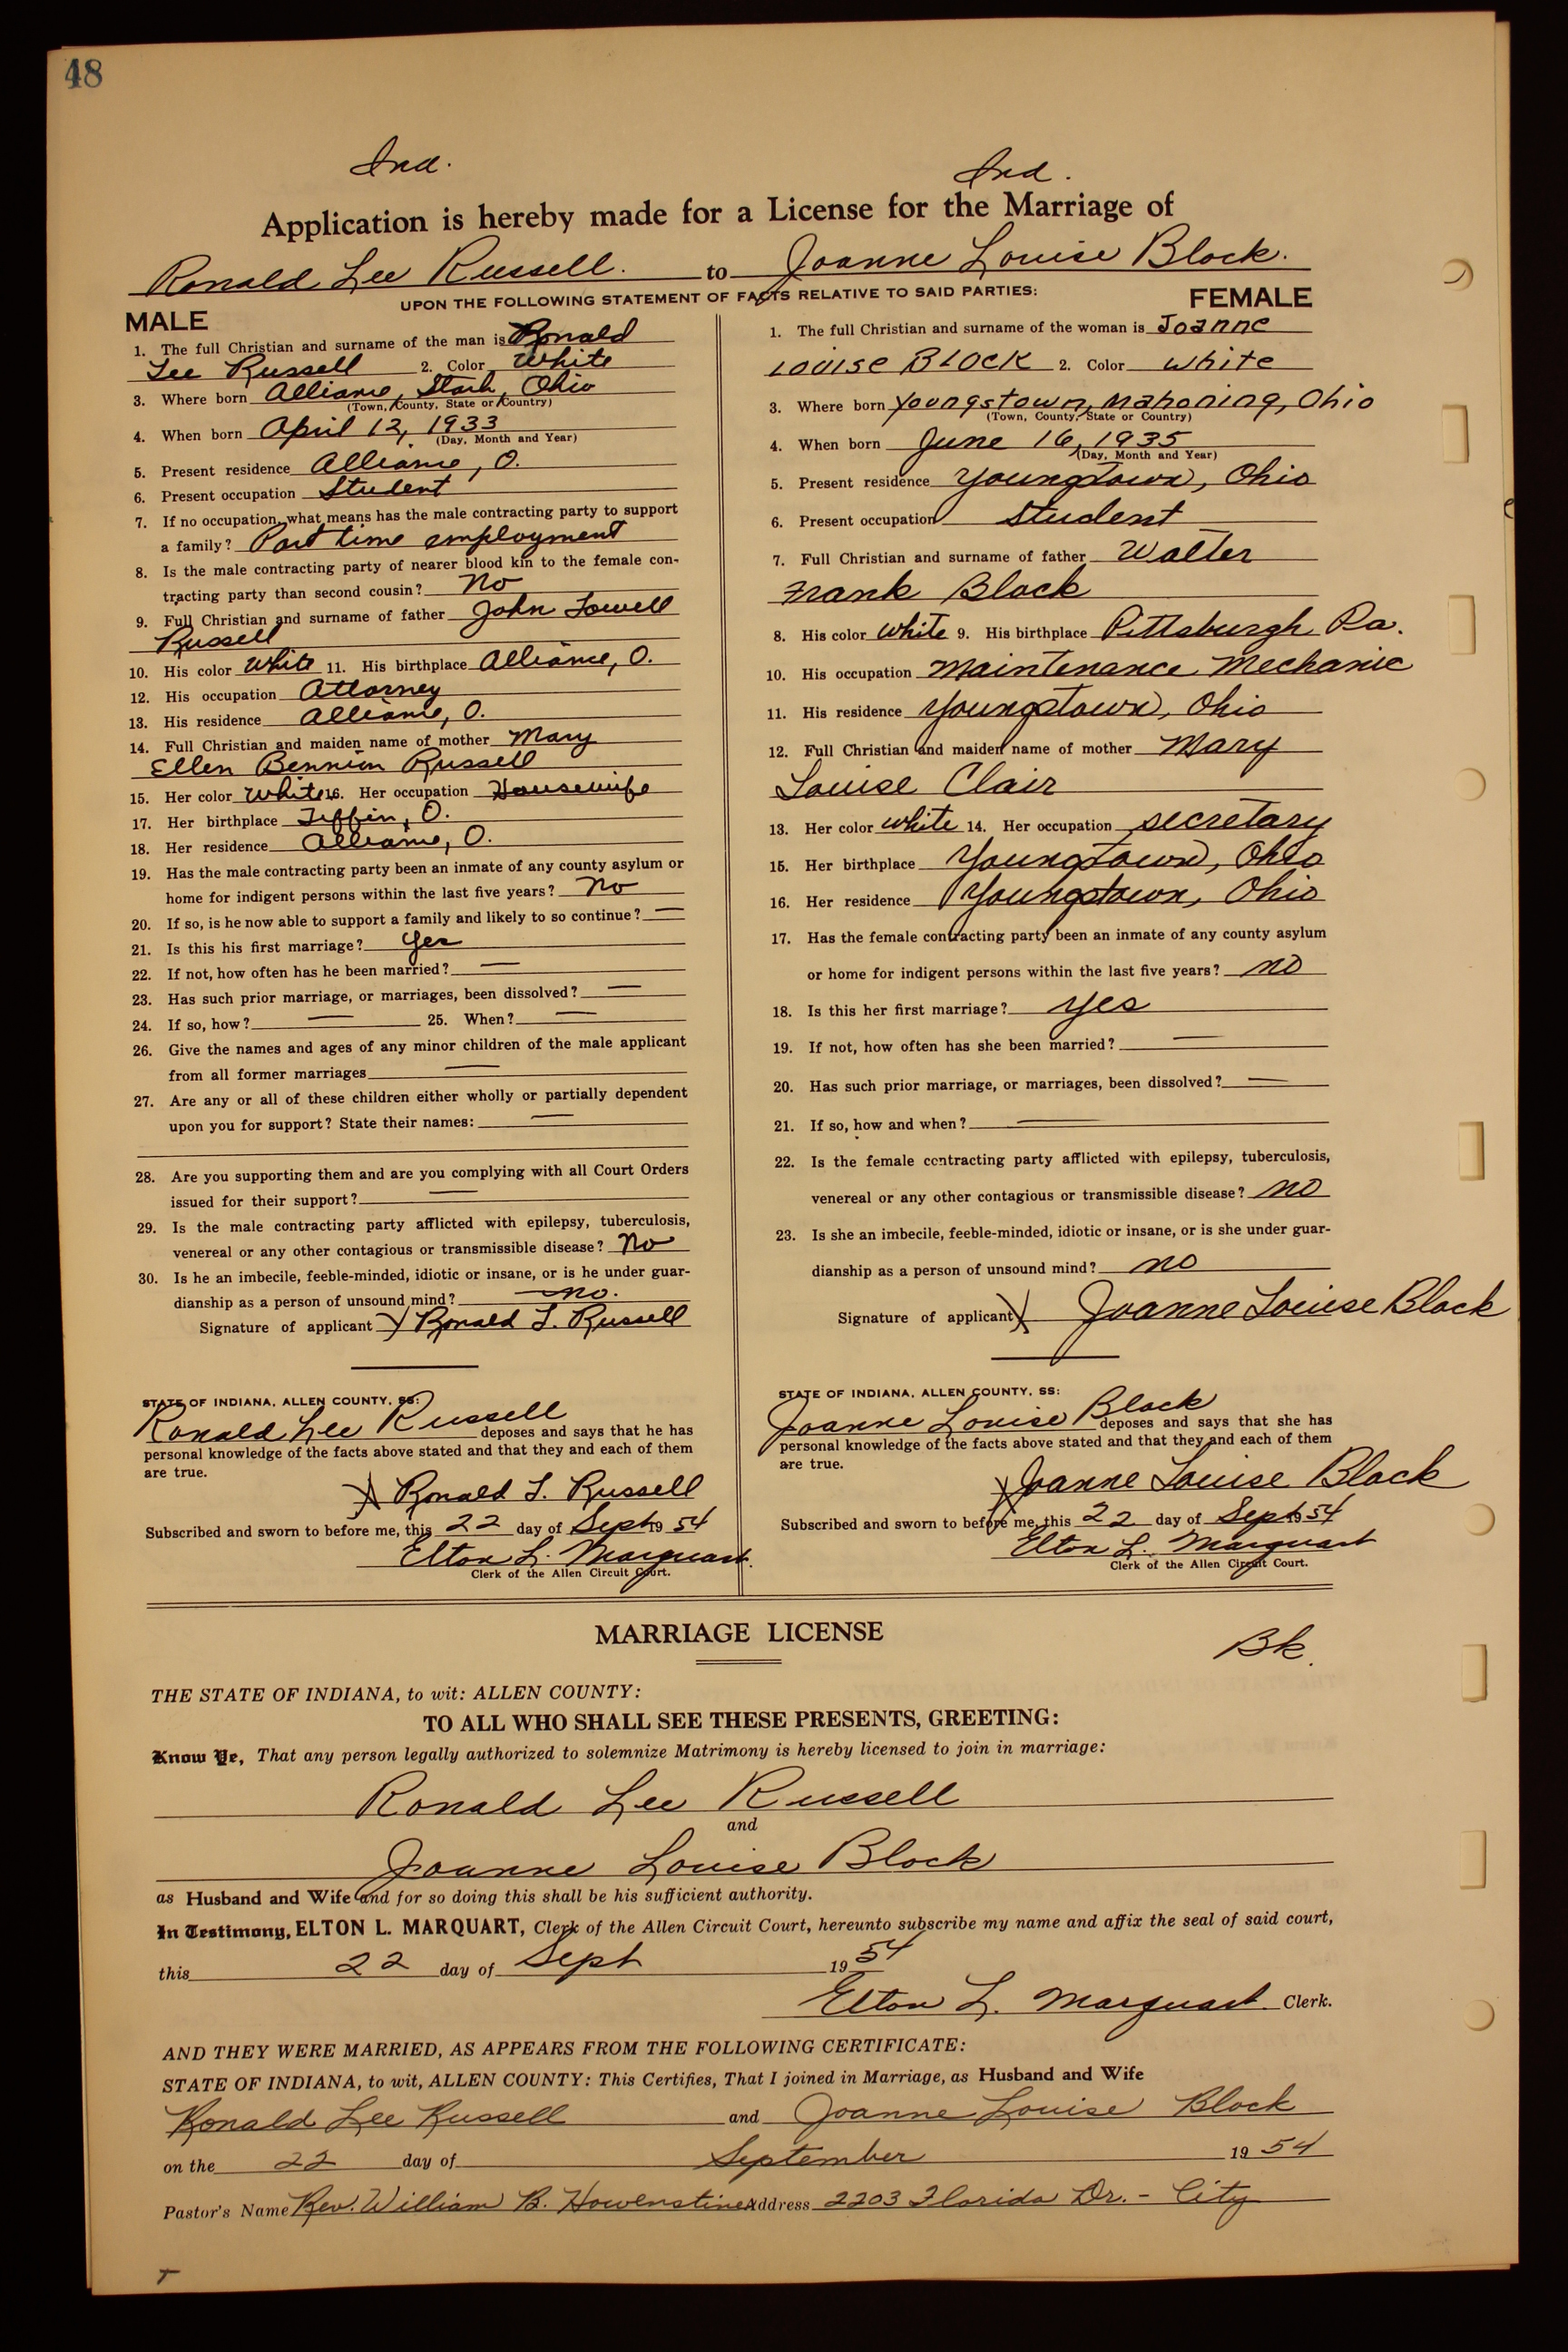 48
Ind. Ind.
Application is hereby made for a License for the Marriage of
Ronald Lee Russell. to Joanne Louise Block.
UPON THE FOLLOWING STATEMENT OF FACTS RELATIVE TO SAID PARTIES:
MALE
1. The full Christian and surname of the man is Ronald
Lee Russell 2. Color White
3. Where born Alliance, Stark, Ohio
(Town, County, State or Country)
4. When born April 12, 1933
(Day, Month and Year)
5. Present residence Alliance, O.
6. Present occupation Student
7. If no occupation, what means has the male contracting party to support
a family? Part time employment
8. Is the male contracting party of nearer blood kin to the female con-
tracting party than second cousin? No
9. Full Christian and surname of father John Lowell
Russell
10. His color White 11. His birthplace Alliance, O.
12. His occupation Attorney
13. His residence Alliance, O.
14. Full Christian and maiden name of mother Mary
Ellen Bennion Russell
15. Her color White 16. Her occupation Housewife
17. Her birthplace Tiffin, O.
18. Her residence Alliance, O.
19. Has the male contracting party been an inmate of any county asylum or
home for indigent persons within the last five years? No
20. If so, is he now able to support a family and likely to so continue? —
21. Is this his first marriage? Yes
22. If not, how often has he been married? —
23. Has such prior marriage, or marriages, been dissolved? —
24. If so, how? — 25. When? —
26. Give the names and ages of any minor children of the male applicant
from all former marriages —
27. Are any or all of these children either wholly or partially dependent
upon you for support? State their names: —
28. Are you supporting them and are you complying with all Court Orders
issued for their support? —
29. Is the male contracting party afflicted with epilepsy, tuberculosis,
venereal or any other contagious or transmissible disease? No
30. Is he an imbecile, feeble-minded, idiotic or insane, or is he under guar-
dianship as a person of unsound mind? no.
Signature of applicant X Ronald L. Russell
STATE OF INDIANA, ALLEN COUNTY, SS:
Ronald Lee Russell deposes and says that he has
personal knowledge of the facts above stated and that they and each of them
are true.
X Ronald L. Russell
Subscribed and sworn to before me, this 22 day of Sept 19 54
Elton L. Marquart
Clerk of the Allen Circuit Court.
FEMALE
1. The full Christian and surname of the woman is Joanne
Louise BLOCK 2. Color white
3. Where born Youngstown, Mahoning, Ohio
(Town, County, State or Country)
4. When born June 16, 1935
(Day, Month and Year)
5. Present residence Youngstown, Ohio
6. Present occupation student
7. Full Christian and surname of father Walter
Frank Block
8. His color white 9. His birthplace Pittsburgh Pa.
10. His occupation Maintenance Mechanic
11. His residence Youngstown, Ohio
12. Full Christian and maiden name of mother Mary
Louise Clair
13. Her color white 14. Her occupation secretary
15. Her birthplace Youngstown, Ohio
16. Her residence Youngstown, Ohio
17. Has the female contracting party been an inmate of any county asylum
or home for indigent persons within the last five years? no
18. Is this her first marriage? yes
19. If not, how often has she been married? —
20. Has such prior marriage, or marriages, been dissolved? —
21. If so, how and when? —
22. Is the female contracting party afflicted with epilepsy, tuberculosis,
venereal or any other contagious or transmissible disease? no
23. Is she an imbecile, feeble-minded, idiotic or insane, or is she under guar-
dianship as a person of unsound mind? no
Signature of applicant X Joanne Louise Block
STATE OF INDIANA, ALLEN COUNTY, SS:
Joanne Louise Block deposes and says that she has
personal knowledge of the facts above stated and that they and each of them
are true.
X Joanne Louise Block
Subscribed and sworn to before me, this 22 day of Sept 19 54
Elton L. Marquart
Clerk of the Allen Circuit Court.
MARRIAGE LICENSE
Bk.
THE STATE OF INDIANA, to wit: ALLEN COUNTY:
TO ALL WHO SHALL SEE THESE PRESENTS, GREETING:
Know Ye, That any person legally authorized to solemnize Matrimony is hereby licensed to join in marriage:
Ronald Lee Russell
and
Joanne Louise Block
as Husband and Wife and for so doing this shall be his sufficient authority.
In Testimony, ELTON L. MARQUART, Clerk of the Allen Circuit Court, hereunto subscribe my name and affix the seal of said court,
this 22 day of Sept 19 54
Elton L. Marquart Clerk.
AND THEY WERE MARRIED, AS APPEARS FROM THE FOLLOWING CERTIFICATE:
STATE OF INDIANA, to wit, ALLEN COUNTY: This Certifies, That I joined in Marriage, as Husband and Wife
Ronald Lee Russell and Joanne Louise Block
on the 22 day of September 19 54
Pastor's Name Rev. William B. Howenstine Address 2203 Florida Dr. - City